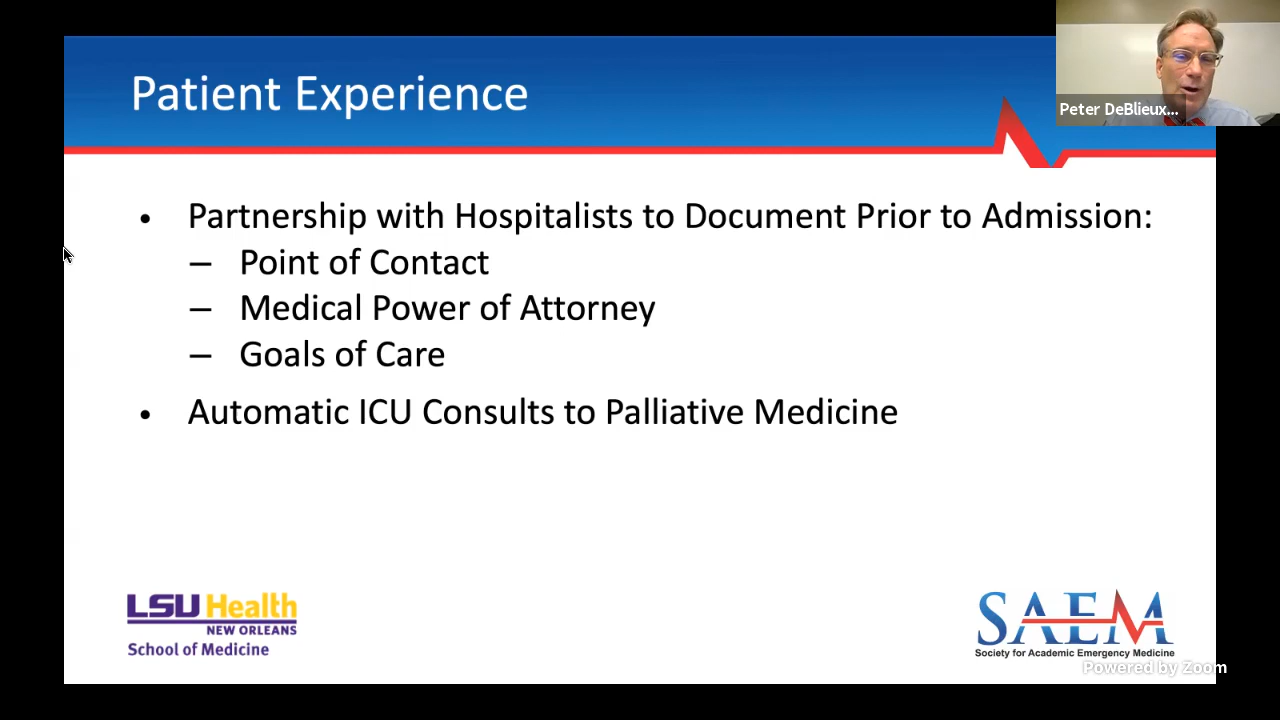 Patient Experience
Peter DeBlieux...
• Partnership with Hospitalists to Document Prior to Admission:
– Point of Contact
– Medical Power of Attorney
– Goals of Care
• Automatic ICU Consults to Palliative Medicine
LSU Health
NEW ORLEANS
School of Medicine
SAEM
Society for Academic Emergency Medicine
Powered by Zoom